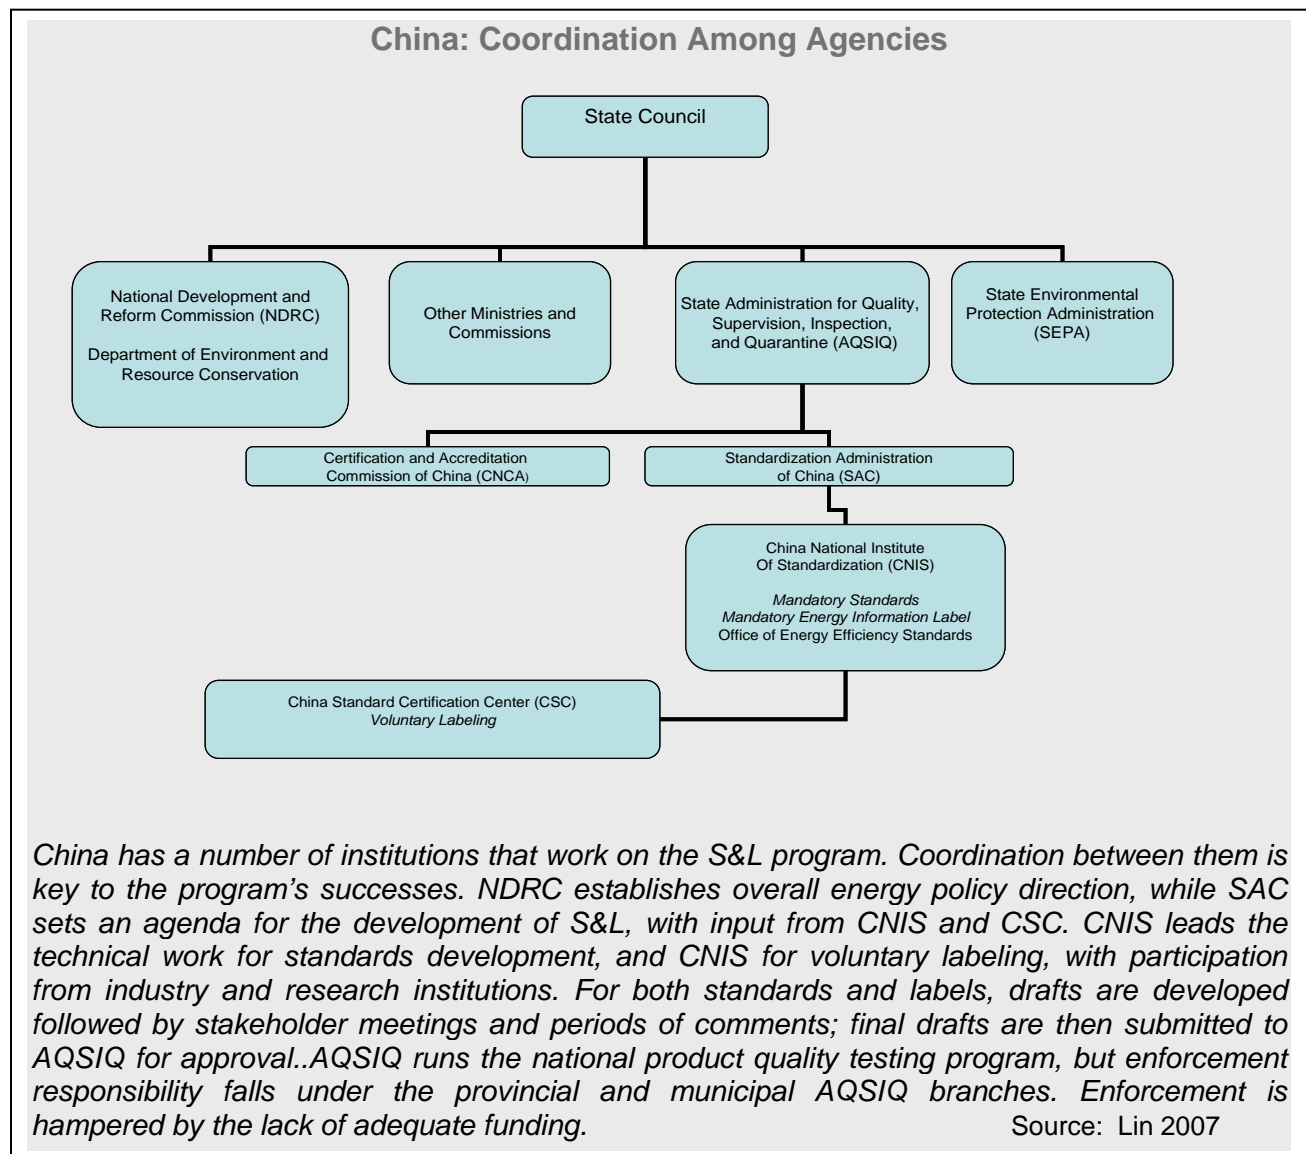 China: Coordination Among Agencies
State Council
National Development and
Reform Commission (NDRC)
Department of Environment and
Resource Conservation
Other Ministries and
Commissions
State Administration for Quality,
Supervision, Inspection,
and Quarantine (AQSIQ)
State Environmental
Protection Administration
(SEPA)
Certification and Accreditation
Commission of China (CNCA)
Standardization Administration
of China (SAC)
China National Institute
Of Standardization (CNIS)
Mandatory Standards
Mandatory Energy Information Label
Office of Energy Efficiency Standards
China Standard Certification Center (CSC)
Voluntary Labeling
China has a number of institutions that work on the S&L program. Coordination between them is
key to the program's successes. NDRC establishes overall energy policy direction, while SAC
sets an agenda for the development of S&L, with input from CNIS and CSC. CNIS leads the
technical work for standards development, and CNIS for voluntary labeling, with participation
from industry and research institutions. For both standards and labels, drafts are developed
followed by stakeholder meetings and periods of comments; final drafts are then submitted to
AQSIQ for approval..AQSIQ runs the national product quality testing program, but enforcement
responsibility falls under the provincial and municipal AQSIQ branches. Enforcement is
hampered by the lack of adequate funding. Source: Lin 2007